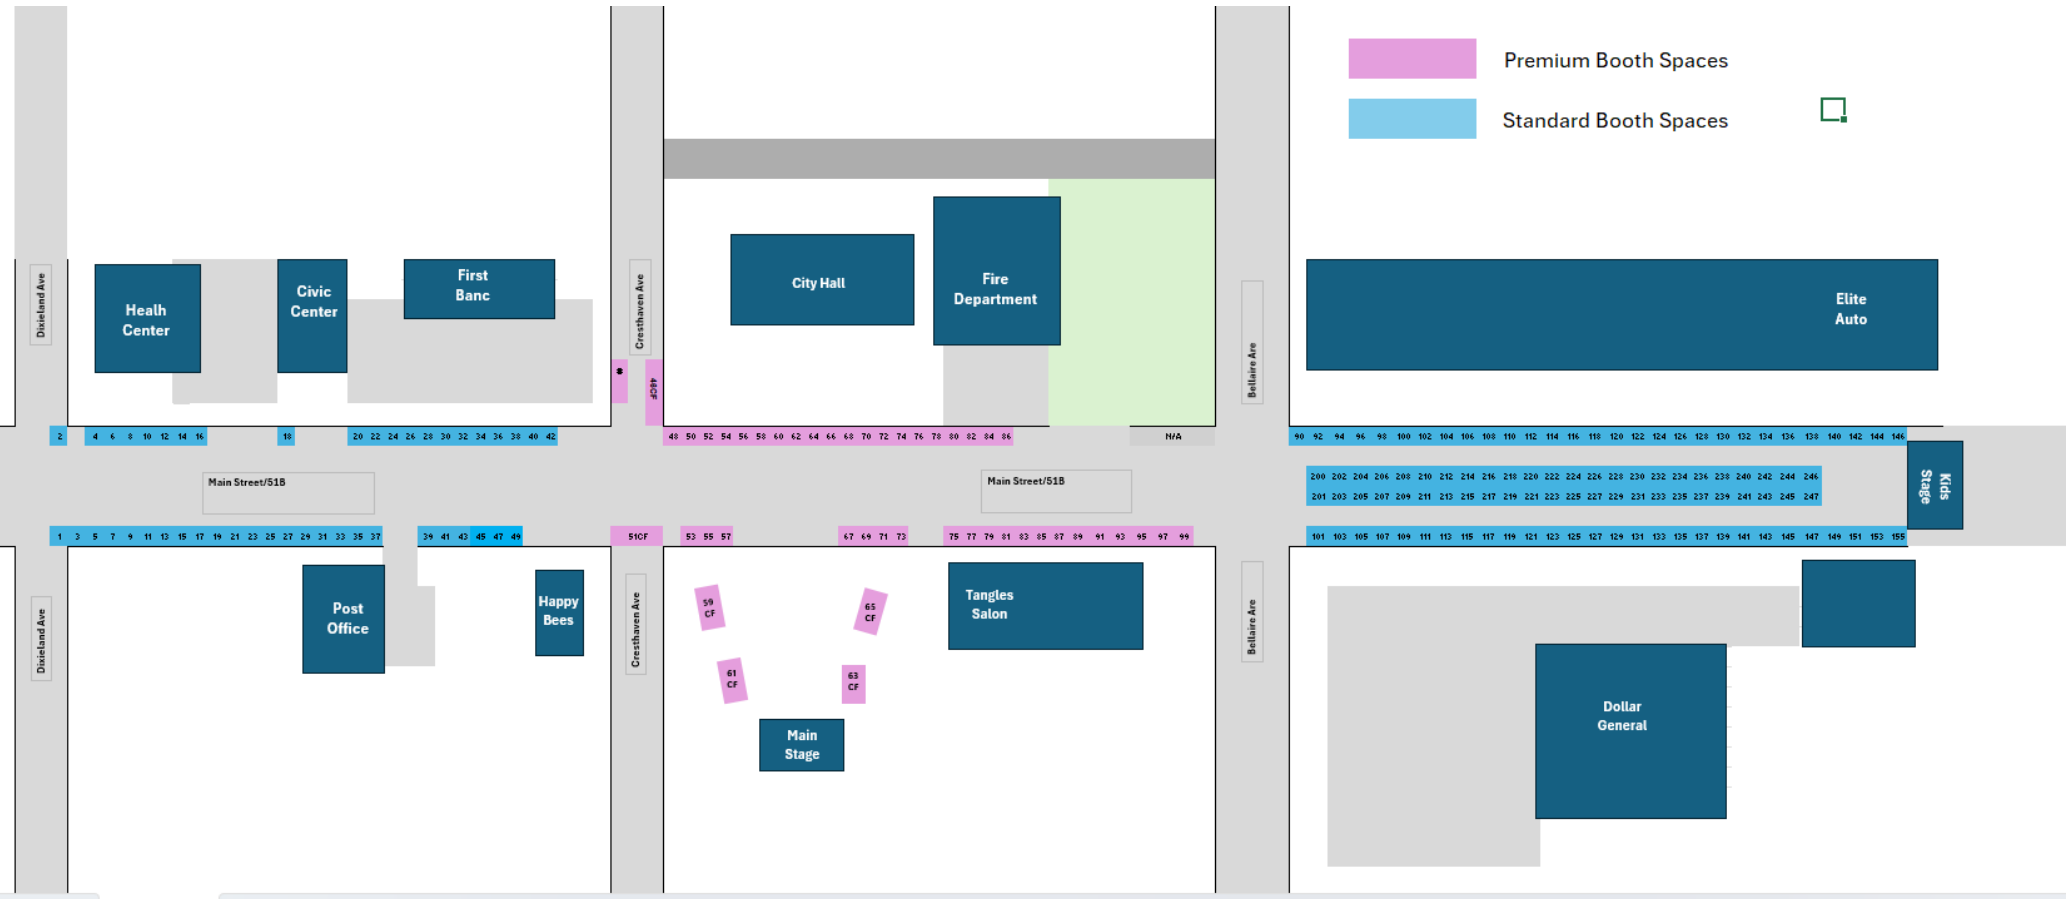 Premium Booth Spaces
Standard Booth Spaces
Dixieland Ave
Healh
Center
Civic
Center
First
Banc
Cresthaven Ave
City Hall
Fire
Department
Bellaire Are
Elite
Auto
#
48CF
2 4 6 8 10 12 14 16 18 20 22 24 26 28 30 32 34 36 38 40 42
48 50 52 54 56 58 60 62 64 66 68 70 72 74 76 78 80 82 84 86 N/A
90 92 94 96 98 100 102 104 106 108 110 112 114 116 118 120 122 124 126 128 130 132 134 136 138 140 142 144 146
Main Street/51B
Main Street/51B
200 202 204 206 208 210 212 214 216 218 220 222 224 226 228 230 232 234 236 238 240 242 244 246
201 203 205 207 209 211 213 215 217 219 221 223 225 227 229 231 233 235 237 239 241 243 245 247
Kids
Stage
1 3 5 7 9 11 13 15 17 19 21 23 25 27 29 31 33 35 37 39 41 43 45 47 49
51CF 53 55 57 67 69 71 73 75 77 79 81 83 85 87 89 91 93 95 97 99
101 103 105 107 109 111 113 115 117 119 121 123 125 127 129 131 133 135 137 139 141 143 145 147 149 151 153 155
Dixieland Ave
Post
Office
Happy
Bees
Cresthaven Ave
59
CF
65
CF
61
CF
63
CF
Main
Stage
Tangles
Salon
Bellaire Are
Dollar
General